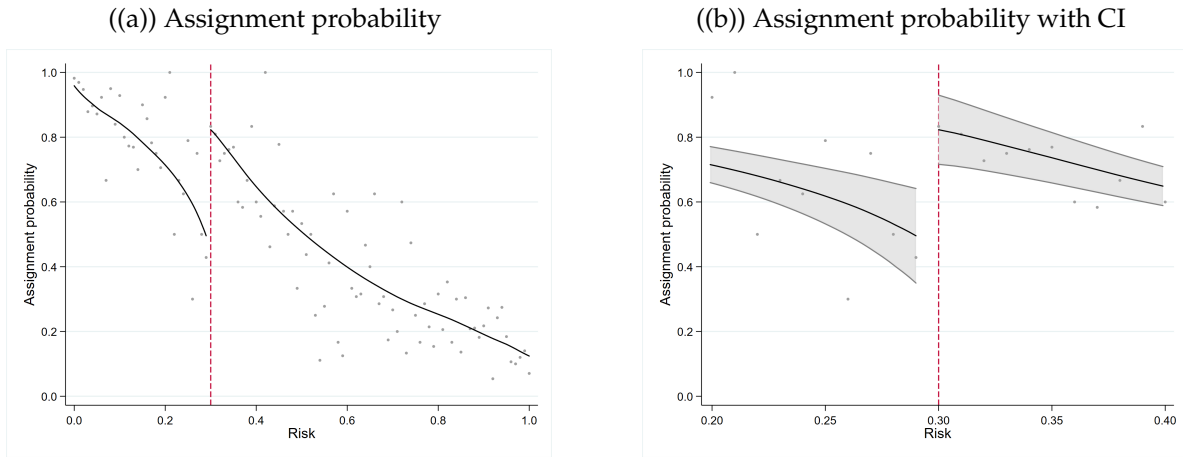 ((a)) Assignment probability
1.0
0.8
0.6
0.4
0.2
0.0
Assignment probability
0.0 0.2 0.4 0.6 0.8 1.0
Risk
((b)) Assignment probability with CI
1.0
0.8
0.6
0.4
0.2
0.0
Assignment probability
0.20 0.25 0.30 0.35 0.40
Risk